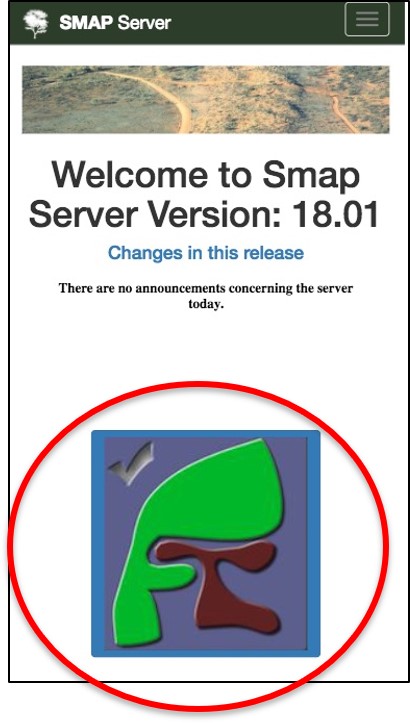 SMAP Server
Welcome to Smap
Server Version: 18.01
Changes in this release
There are no announcements concerning the server
today.